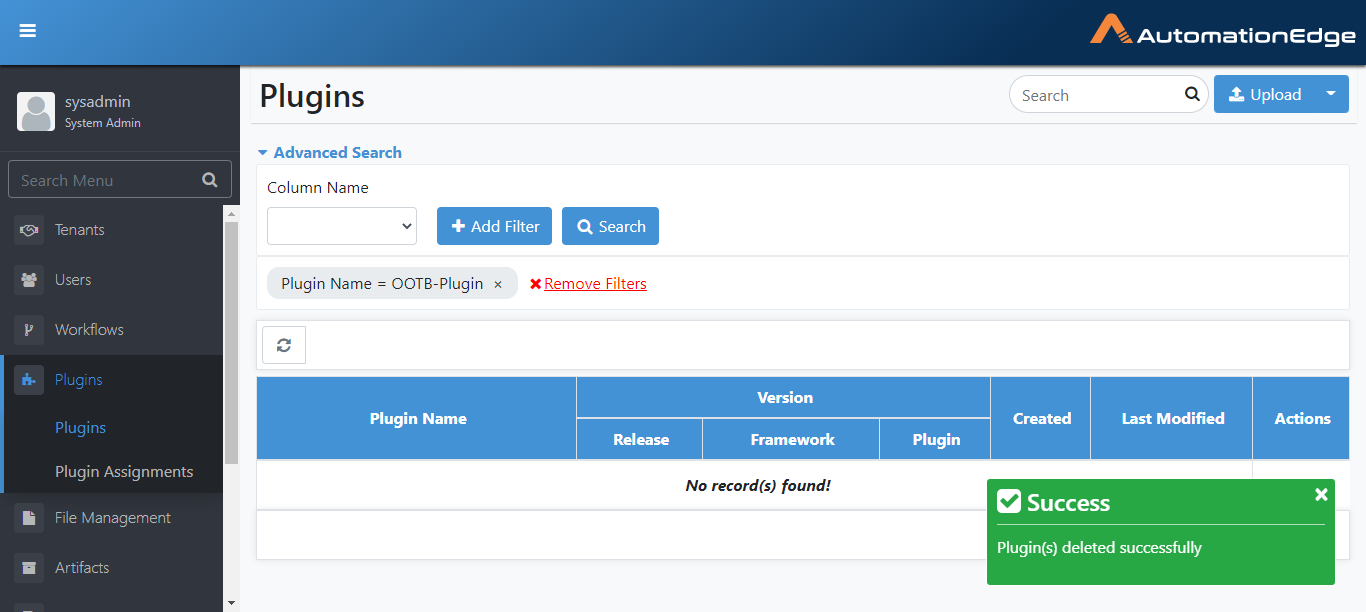 AutomationEdge
sysadmin
System Admin
Search Menu
Tenants
Users
Workflows
Plugins
Plugins
Plugin Assignments
File Management
Artifacts
Plugins
Search
Upload
Advanced Search
Column Name
Add Filter
Search
Plugin Name = OOTB-Plugin ×
Remove Filters
Plugin Name
Version
Release
Framework
Plugin
Created
Last Modified
Actions
No record(s) found!
Success
Plugin(s) deleted successfully